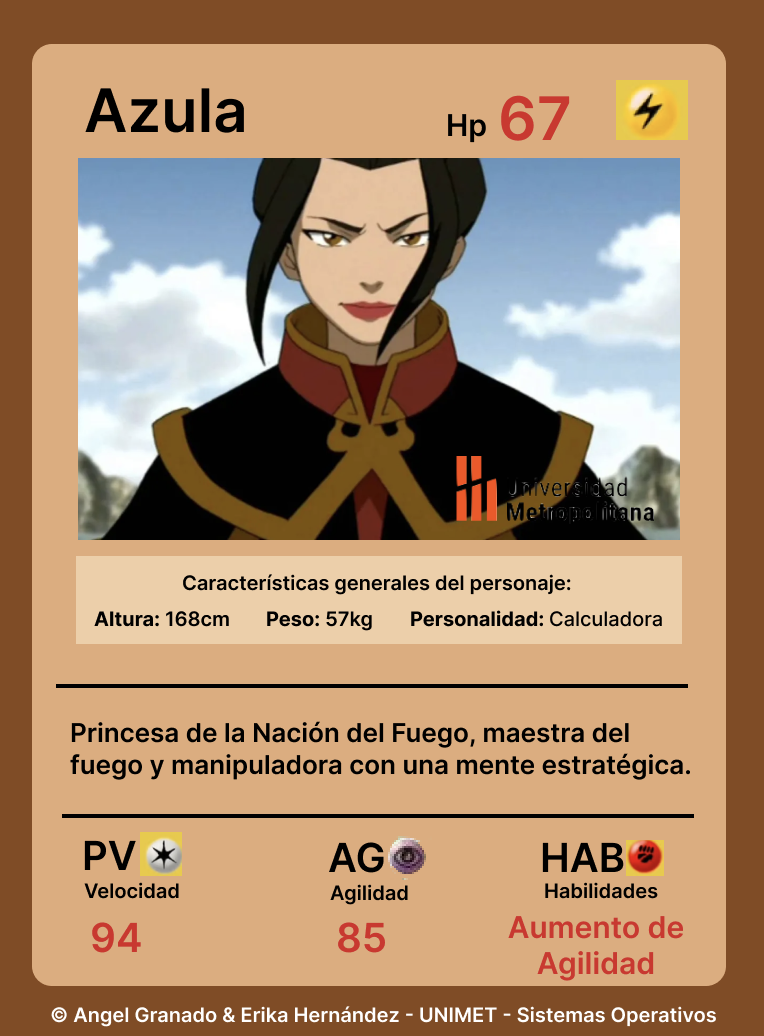 Azula
Hp 67
Universidad
Metropolitana
Características generales del personaje:
Altura: 168cm Peso: 57kg Personalidad: Calculadora
Princesa de la Nación del Fuego, maestra del
fuego y manipuladora con una mente estratégica.
PV AG HAB
Velocidad Agilidad Habilidades
94 85 Aumento de
Agilidad
© Angel Granado & Erika Hernández - UNIMET - Sistemas Operativos